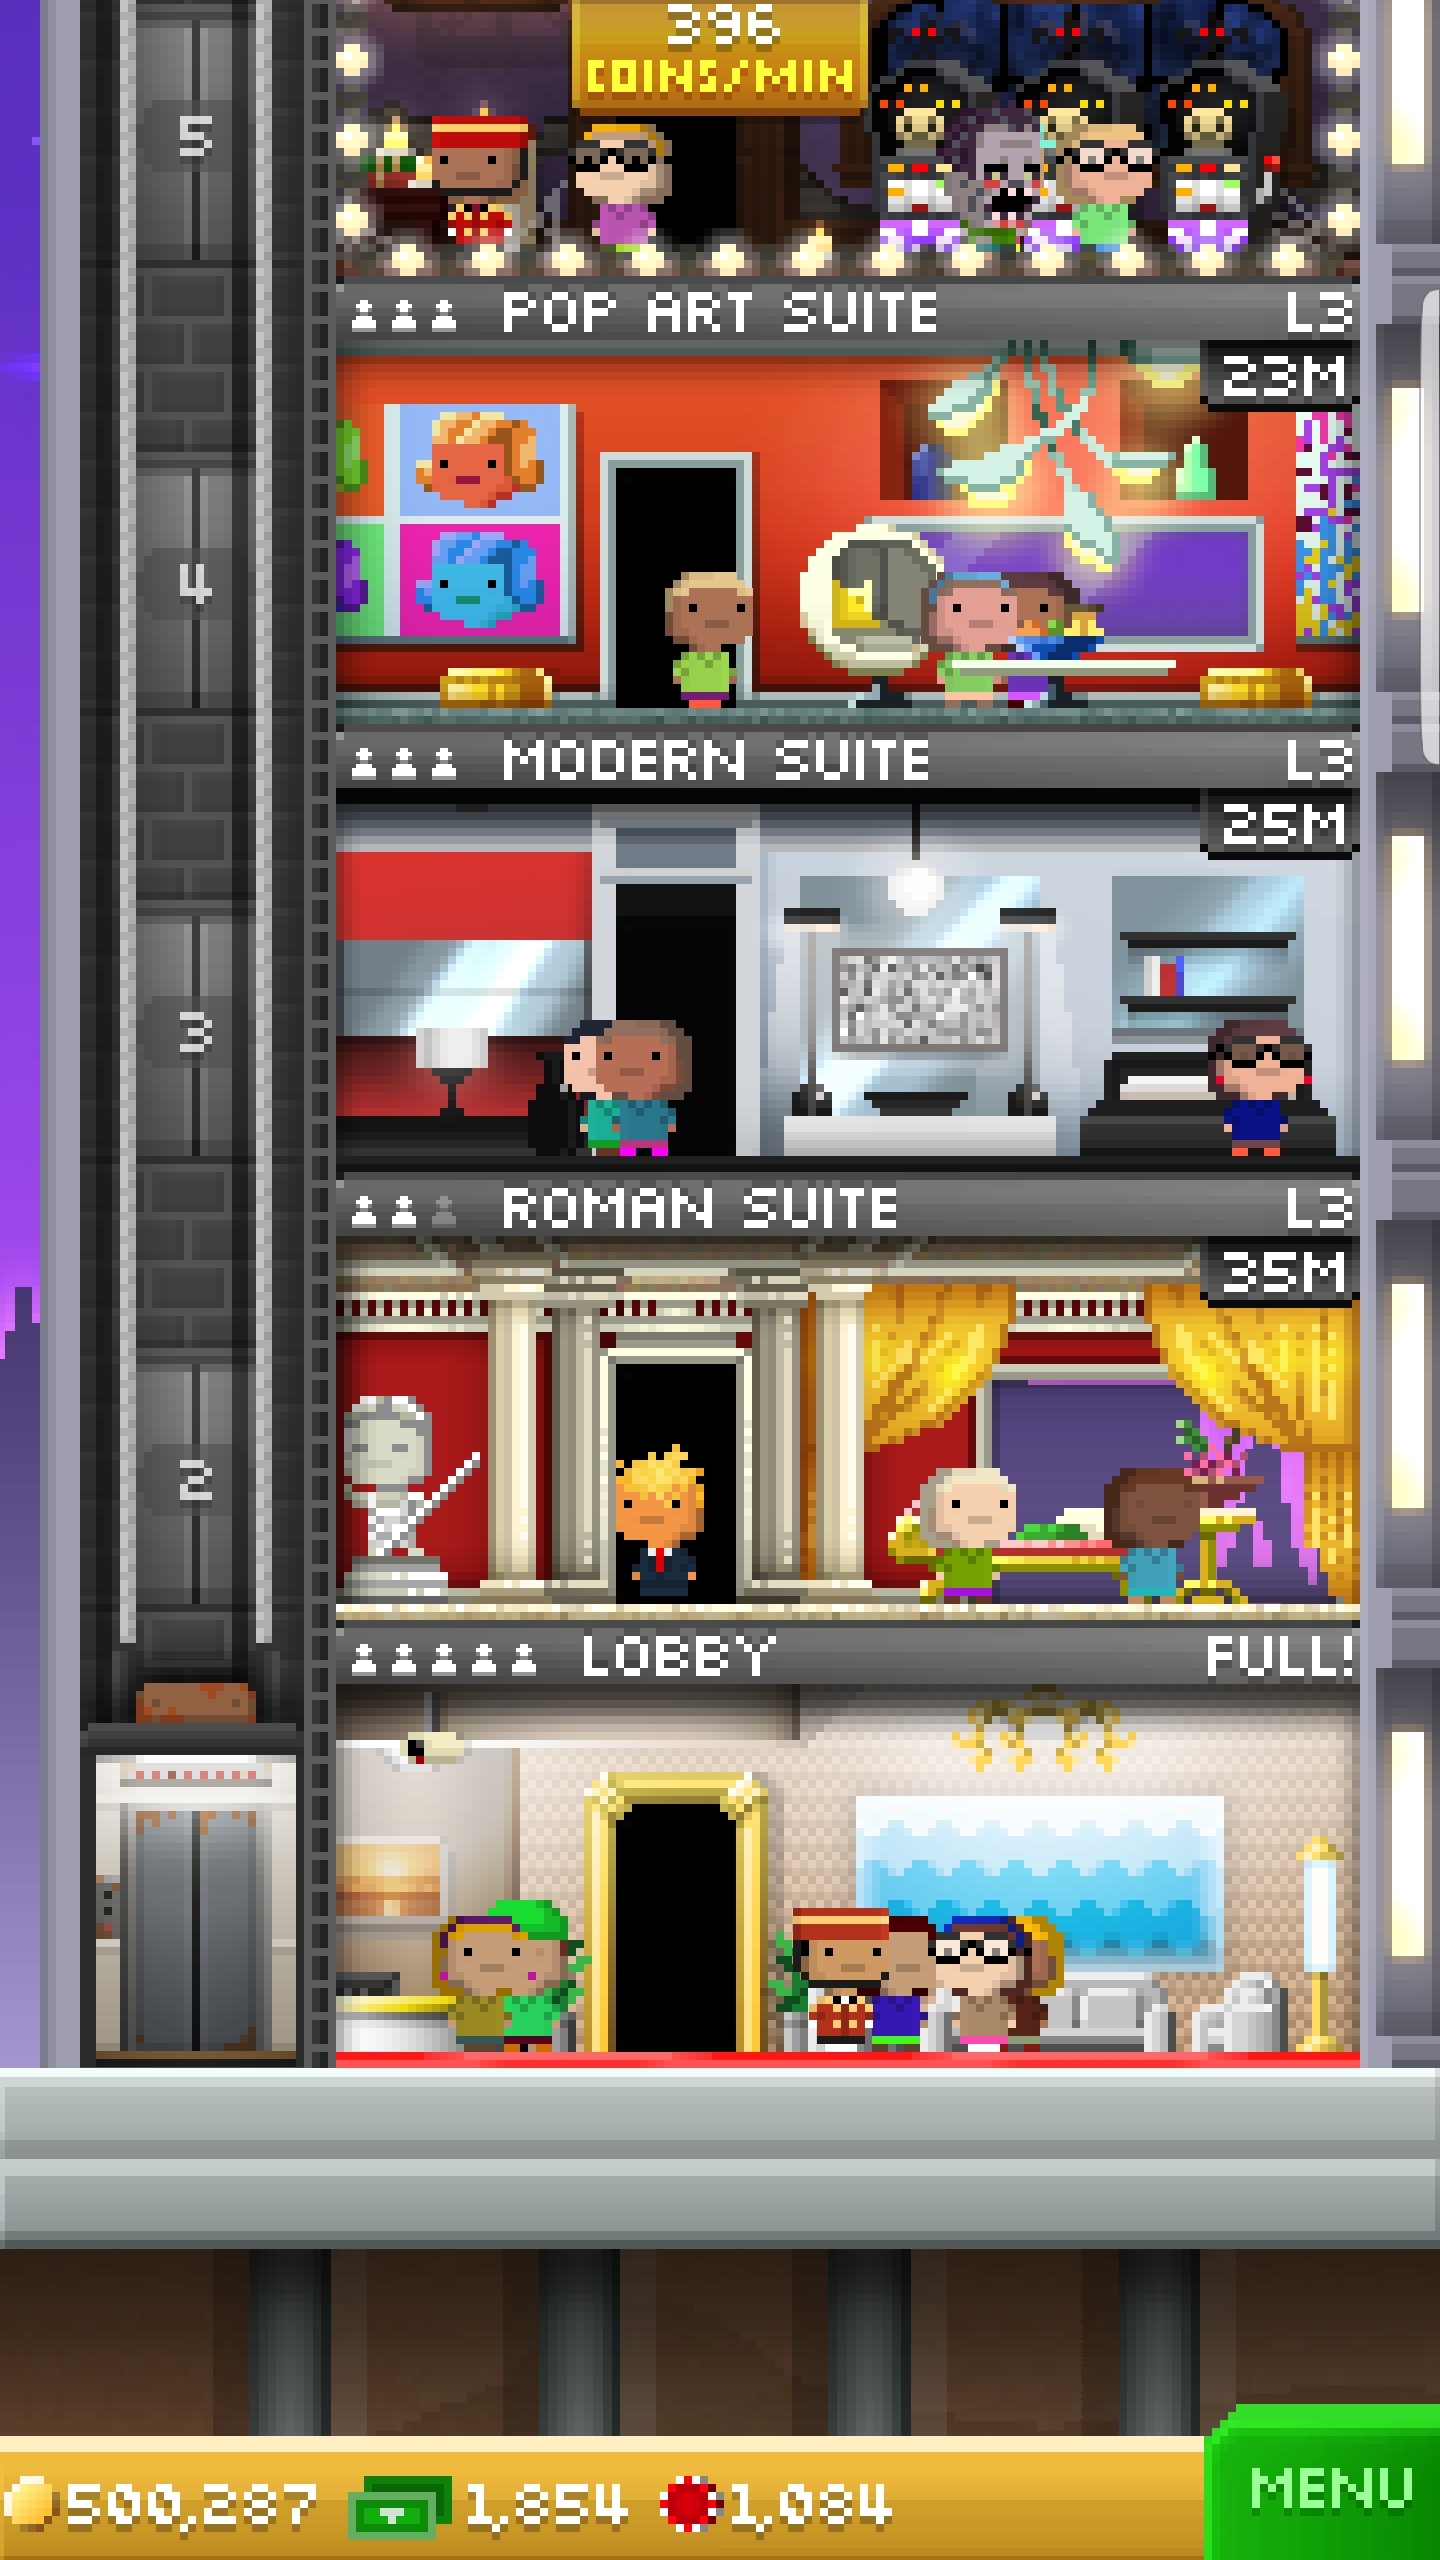 396
COINS/MIN
5
POP ART SUITE L3
23M
4
MODERN SUITE L3
25M
3
ROMAN SUITE L3
35M
2
LOBBY FULL!
500,287 1,854 1,084
MENU